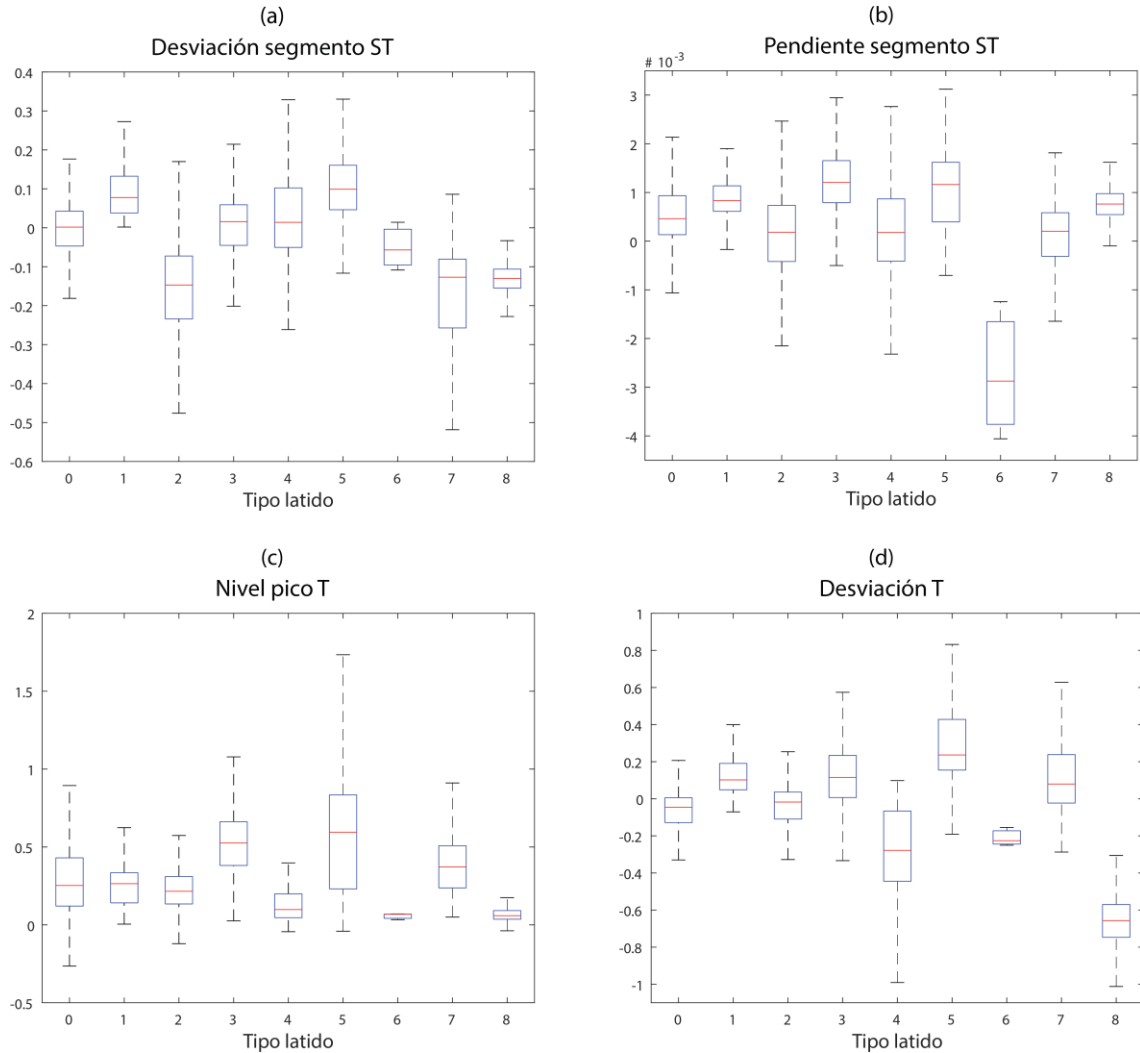 (a)
Desviación segmento ST
0.4
0.3
0.2
0.1
0
-0.1
-0.2
-0.3
-0.4
-0.5
-0.6
0 1 2 3 4 5 6 7 8
Tipo latido
(b)
Pendiente segmento ST
# 10 -3
3
2
1
0
-1
-2
-3
-4
0 1 2 3 4 5 6 7 8
Tipo latido
(c)
Nivel pico T
2
1.5
1
0.5
0
-0.5
0 1 2 3 4 5 6 7 8
Tipo latido
(d)
Desviación T
1
0.8
0.6
0.4
0.2
0
-0.2
-0.4
-0.6
-0.8
-1
0 1 2 3 4 5 6 7 8
Tipo latido